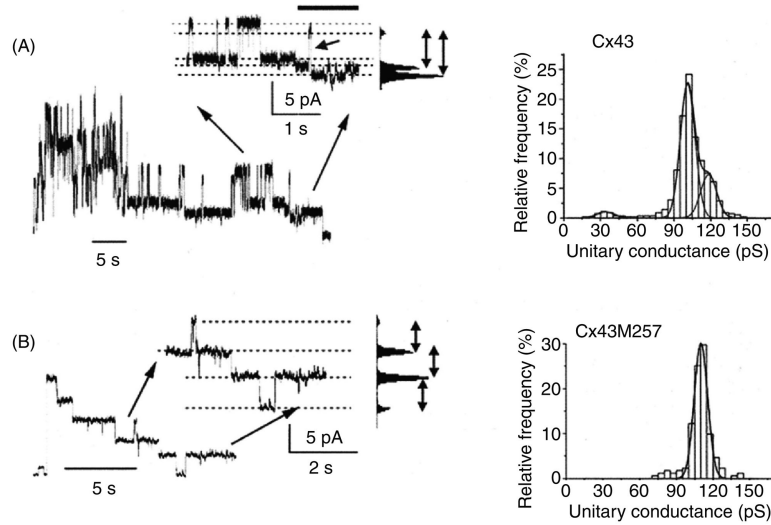 (A)
5 pA
1 s
5 s
Cx43
Relative frequency (%)
25
20
15
10
5
0
0 30 60 90 120 150
Unitary conductance (pS)
(B)
5 pA
2 s
5 s
Cx43M257
Relative frequency (%)
30
20
10
0
0 30 60 90 120 150
Unitary conductance (pS)